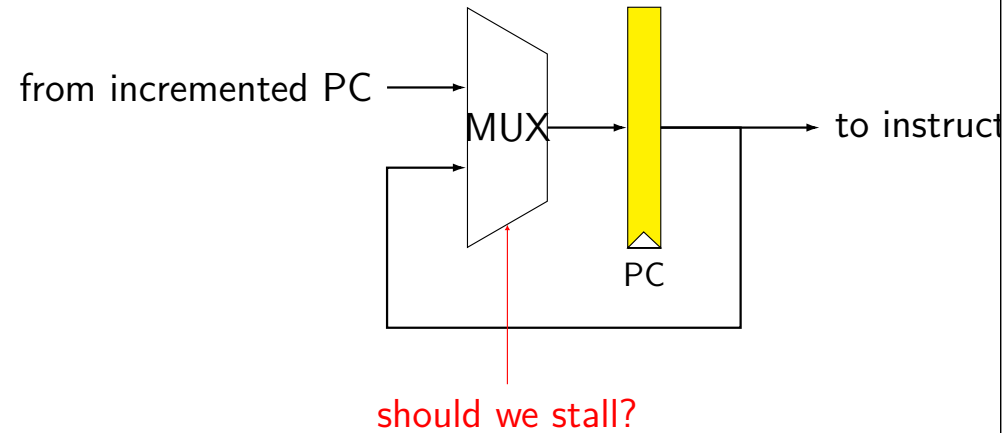 from incremented PC
MUX
to instruct
PC
should we stall?